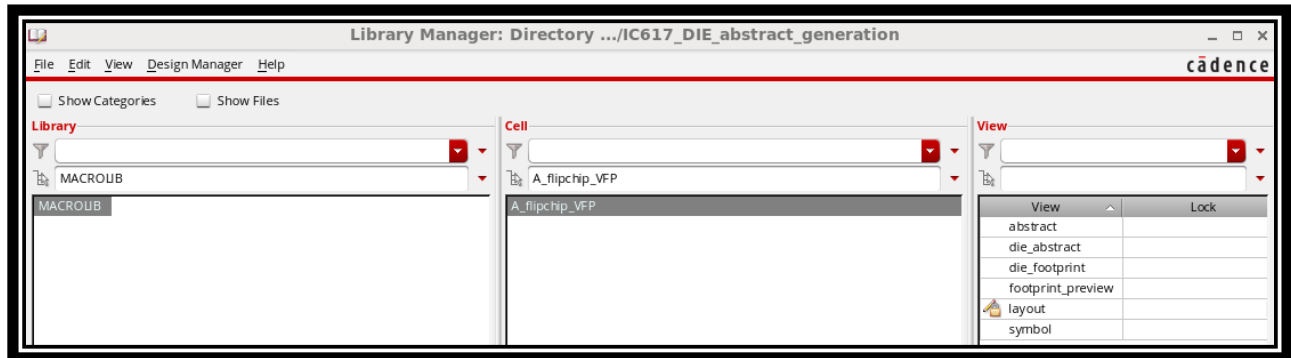 Library Manager: Directory .../IC617_DIE_abstract_generation
File Edit View Design Manager Help
cādence
Show Categories Show Files
Library Cell View
MACROLIB A_flipchip_VFP
MACROLIB A_flipchip_VFP View Lock
abstract
die_abstract
die_footprint
footprint_preview
layout
symbol